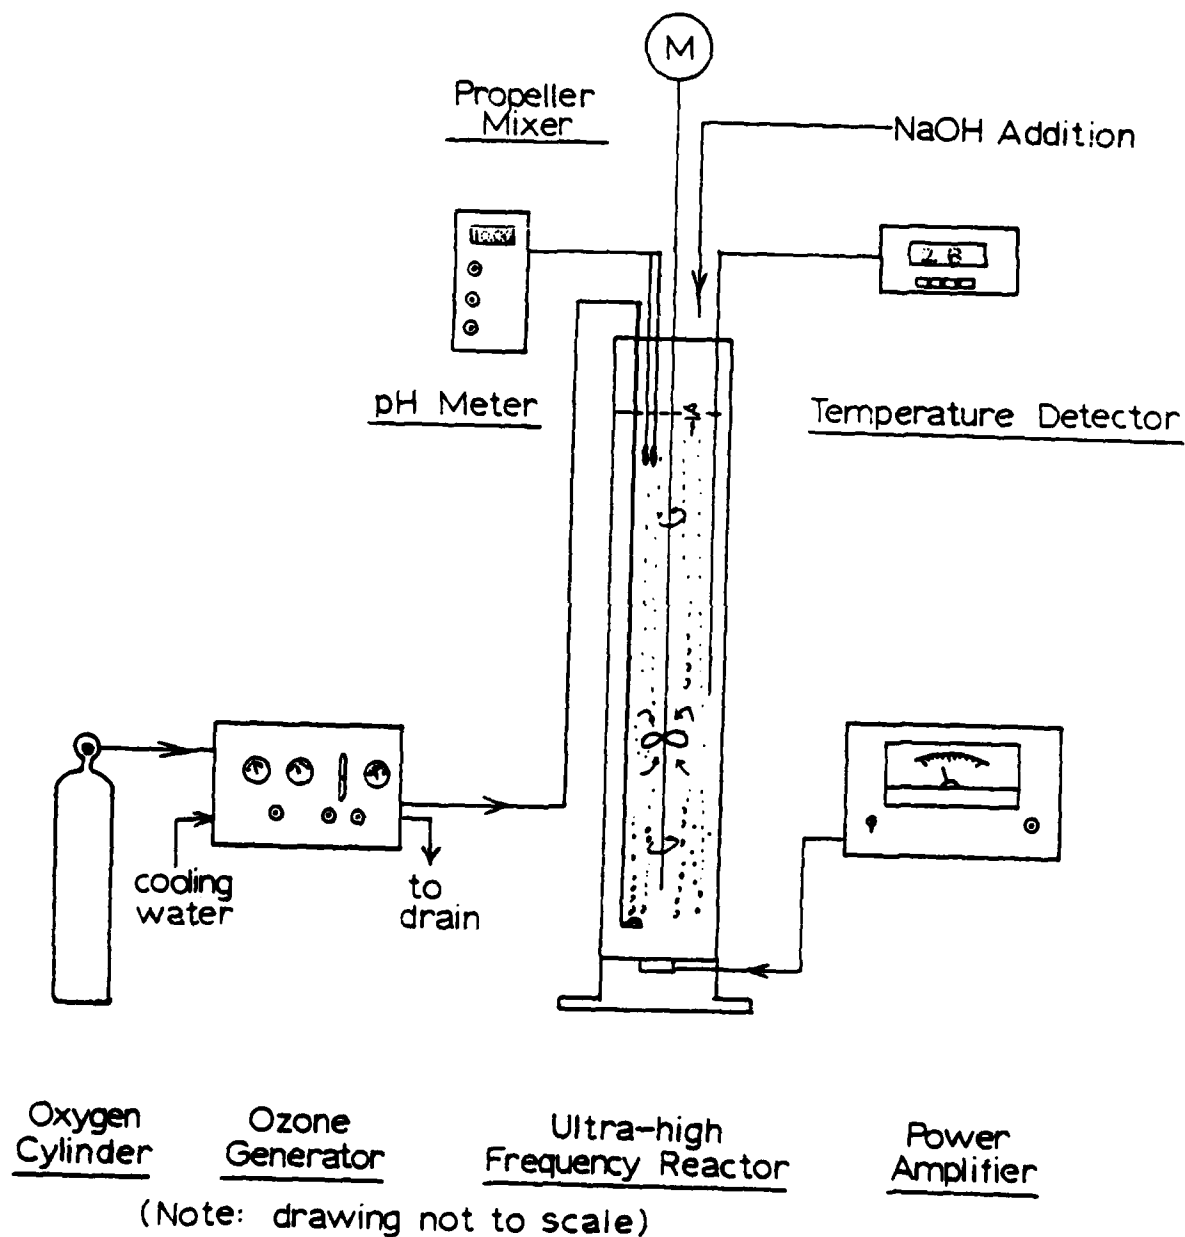 M
Propeller
Mixer
NaOH Addition
pH Meter
Temperature Detector
cooling
water
to
drain
Oxygen
Cylinder
Ozone
Generator
Ultra-high
Frequency Reactor
Power
Amplifier
(Note: drawing not to scale)